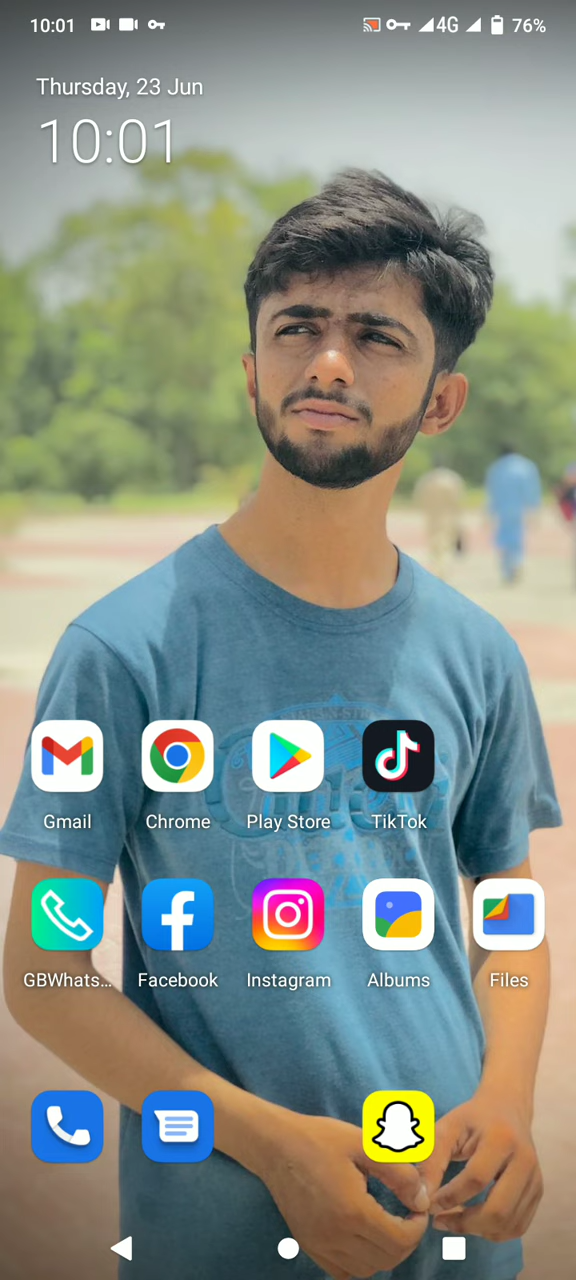 10:01
4G
76%
Thursday, 23 Jun
10:01
Gmail
Chrome
Play Store
TikTok
GBWhats...
Facebook
Instagram
Albums
Files